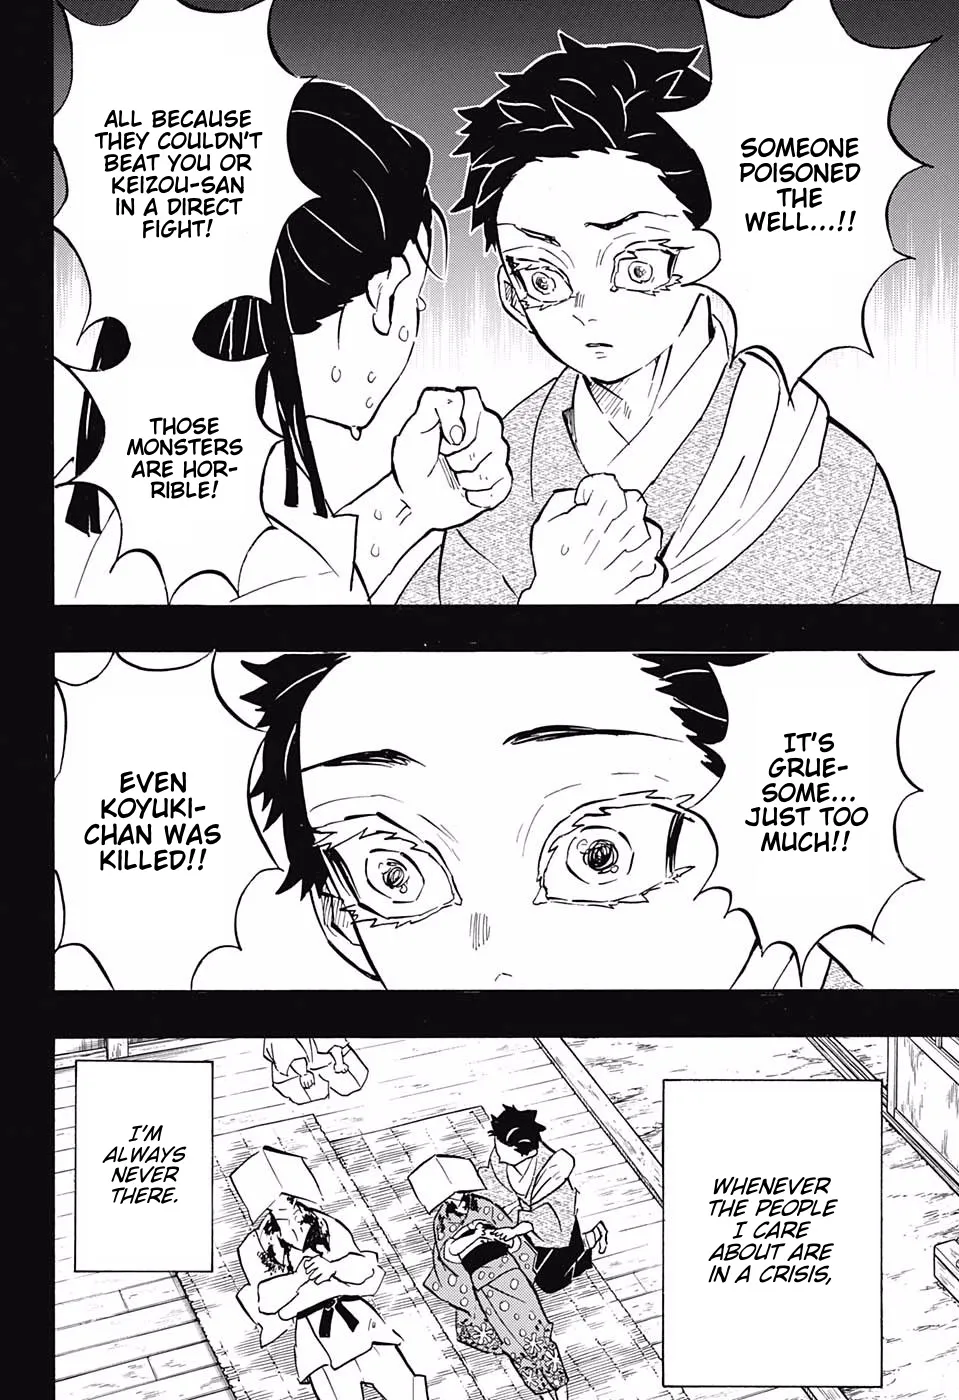 SOMEONE
POISONED
THE
WELL...!!
ALL BECAUSE
THEY COULDN'T
BEAT YOU OR
KEIZOU-SAN
IN A DIRECT
FIGHT!
THOSE
MONSTERS
ARE HOR-
RIBLE!
IT'S
GRUE-
SOME...
JUST TOO
MUCH!!
EVEN
KOYUKI-
CHAN WAS
KILLED!!
WHENEVER
THE PEOPLE
I CARE
ABOUT ARE
IN A CRISIS,
I'M
ALWAYS
NEVER
THERE.